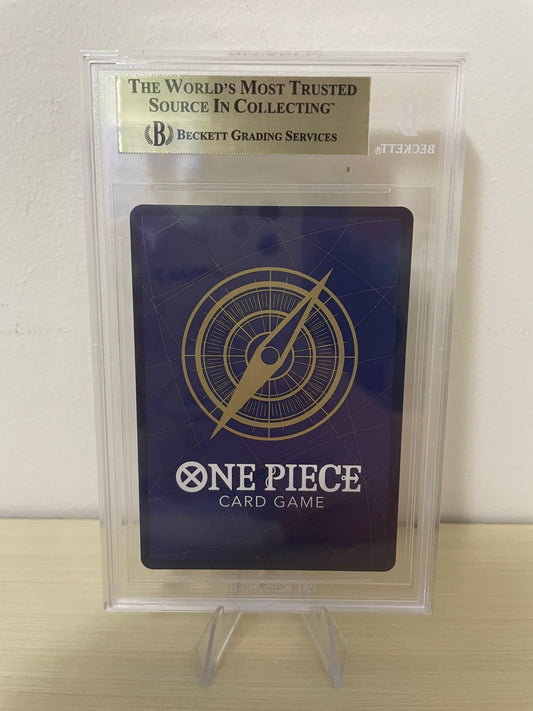 THE WORLD'S MOST TRUSTED
SOURCE IN COLLECTING™
B BECKETT GRADING SERVICES
B
BECKETT®
ONE PIECE
CARD GAME